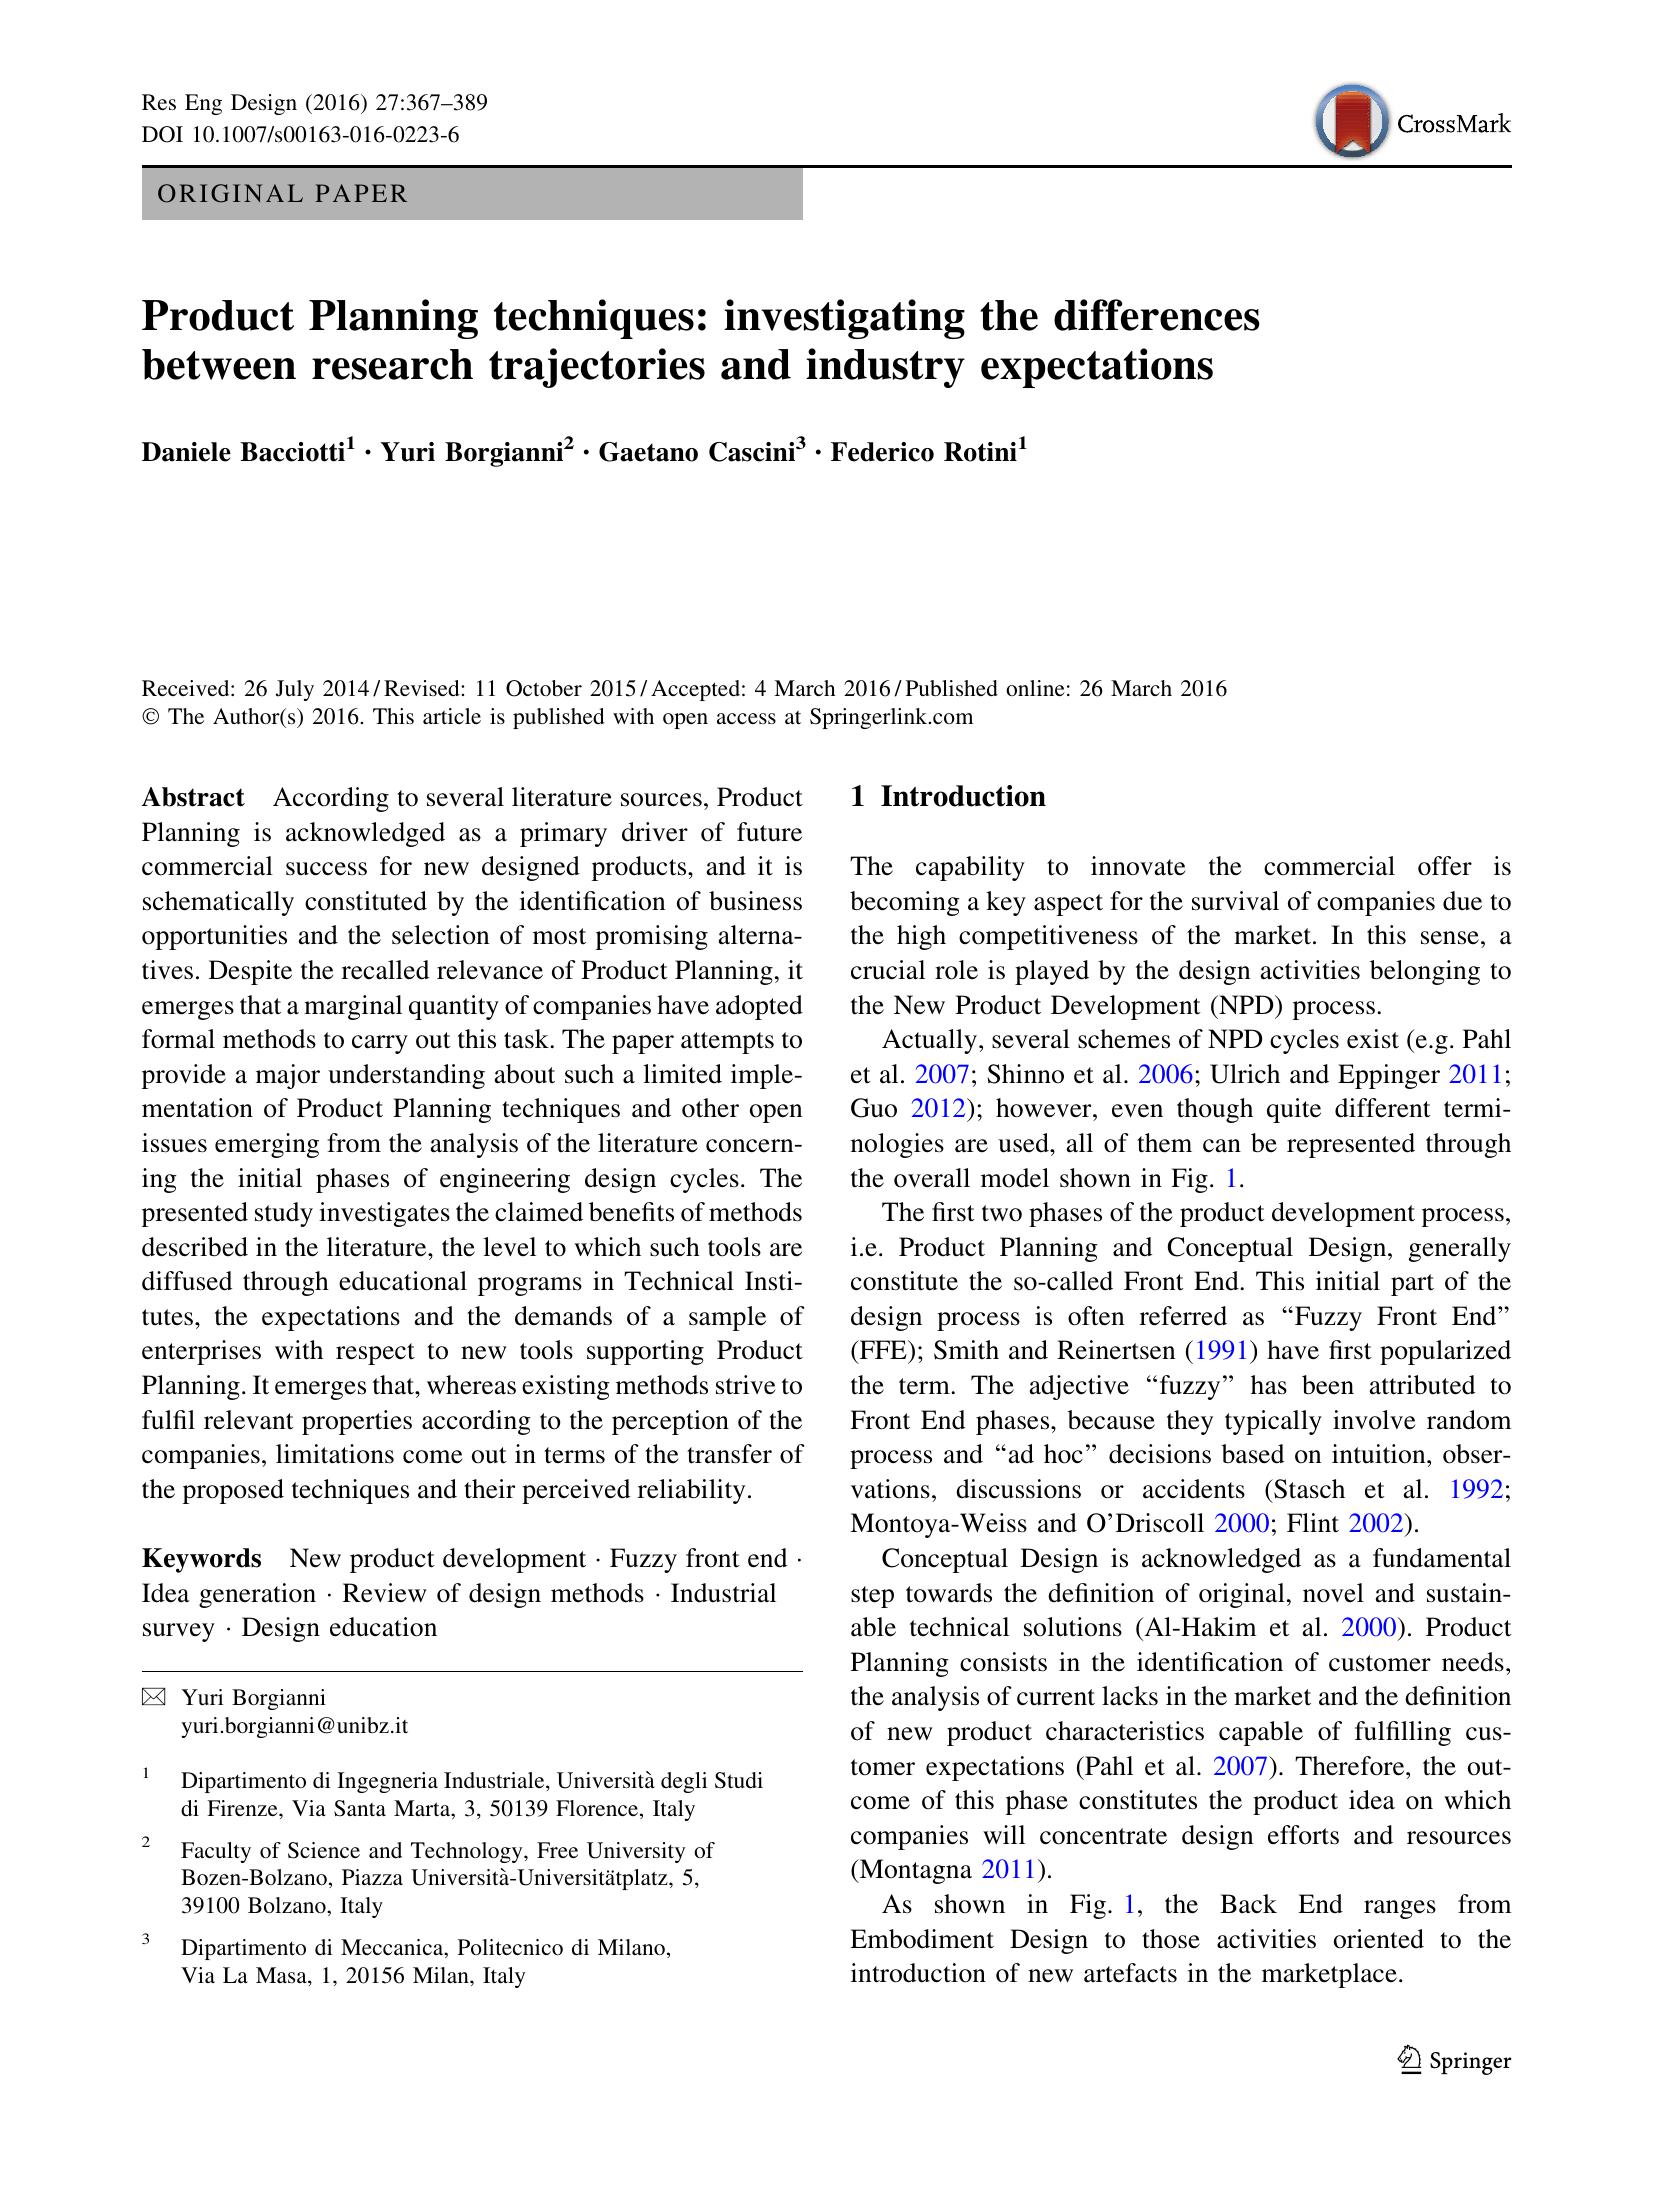 Res Eng Design (2016) 27:367–389
DOI 10.1007/s00163-016-0223-6
CrossMark
ORIGINAL PAPER
Product Planning techniques: investigating the differences
between research trajectories and industry expectations
Daniele Bacciotti1 · Yuri Borgianni2 · Gaetano Cascini3 · Federico Rotini1
Received: 26 July 2014 / Revised: 11 October 2015 / Accepted: 4 March 2016 / Published online: 26 March 2016
© The Author(s) 2016. This article is published with open access at Springerlink.com
Abstract According to several literature sources, Product
Planning is acknowledged as a primary driver of future
commercial success for new designed products, and it is
schematically constituted by the identification of business
opportunities and the selection of most promising alterna-
tives. Despite the recalled relevance of Product Planning, it
emerges that a marginal quantity of companies have adopted
formal methods to carry out this task. The paper attempts to
provide a major understanding about such a limited imple-
mentation of Product Planning techniques and other open
issues emerging from the analysis of the literature concern-
ing the initial phases of engineering design cycles. The
presented study investigates the claimed benefits of methods
described in the literature, the level to which such tools are
diffused through educational programs in Technical Insti-
tutes, the expectations and the demands of a sample of
enterprises with respect to new tools supporting Product
Planning. It emerges that, whereas existing methods strive to
fulfil relevant properties according to the perception of the
companies, limitations come out in terms of the transfer of
the proposed techniques and their perceived reliability.
Keywords New product development · Fuzzy front end ·
Idea generation · Review of design methods · Industrial
survey · Design education
Yuri Borgianni
yuri.borgianni@unibz.it
1 Dipartimento di Ingegneria Industriale, Università degli Studi
di Firenze, Via Santa Marta, 3, 50139 Florence, Italy
2 Faculty of Science and Technology, Free University of
Bozen-Bolzano, Piazza Università-Universitätplatz, 5,
39100 Bolzano, Italy
3 Dipartimento di Meccanica, Politecnico di Milano,
Via La Masa, 1, 20156 Milan, Italy
1 Introduction
The capability to innovate the commercial offer is
becoming a key aspect for the survival of companies due to
the high competitiveness of the market. In this sense, a
crucial role is played by the design activities belonging to
the New Product Development (NPD) process.
Actually, several schemes of NPD cycles exist (e.g. Pahl
et al. 2007; Shinno et al. 2006; Ulrich and Eppinger 2011;
Guo 2012); however, even though quite different termi-
nologies are used, all of them can be represented through
the overall model shown in Fig. 1.
The first two phases of the product development process,
i.e. Product Planning and Conceptual Design, generally
constitute the so-called Front End. This initial part of the
design process is often referred as “Fuzzy Front End”
(FFE); Smith and Reinertsen (1991) have first popularized
the term. The adjective “fuzzy” has been attributed to
Front End phases, because they typically involve random
process and “ad hoc” decisions based on intuition, obser-
vations, discussions or accidents (Stasch et al. 1992;
Montoya-Weiss and O’Driscoll 2000; Flint 2002).
Conceptual Design is acknowledged as a fundamental
step towards the definition of original, novel and sustain-
able technical solutions (Al-Hakim et al. 2000). Product
Planning consists in the identification of customer needs,
the analysis of current lacks in the market and the definition
of new product characteristics capable of fulfilling cus-
tomer expectations (Pahl et al. 2007). Therefore, the out-
come of this phase constitutes the product idea on which
companies will concentrate design efforts and resources
(Montagna 2011).
As shown in Fig. 1, the Back End ranges from
Embodiment Design to those activities oriented to the
introduction of new artefacts in the marketplace.
Springer